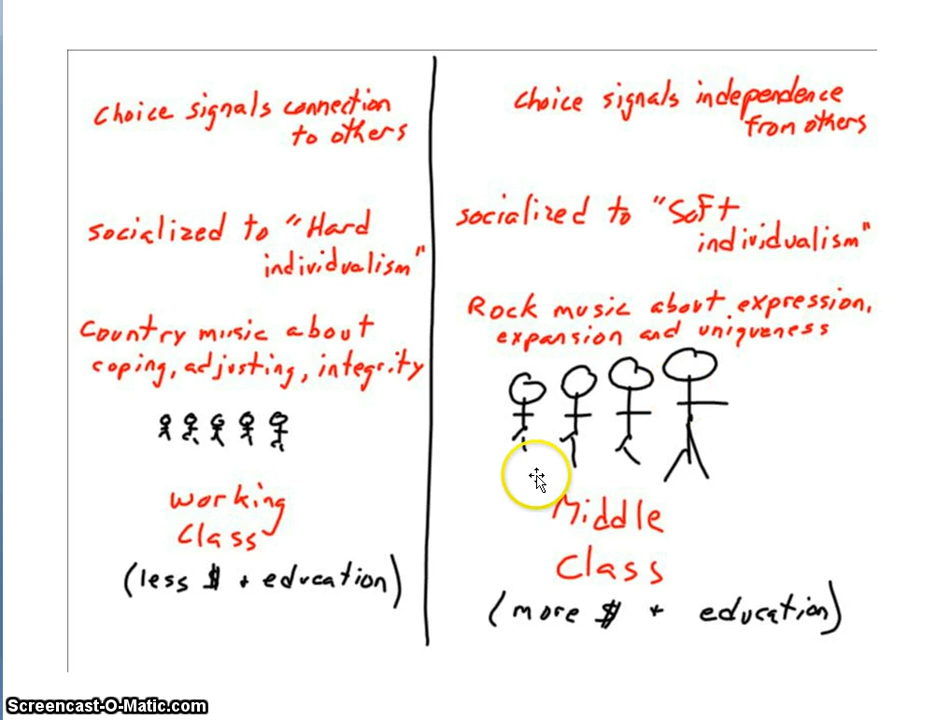 choice signals connection
to others
socialized to "Hard
individualism"
Country music about
coping, adjusting, integrity
working
class
(less $ + education)
choice signals independence
from others
socialized to "Soft
individualism"
Rock music about expression,
expansion and uniqueness
Middle
class
(more $ + education)
Screencast-O-Matic.com